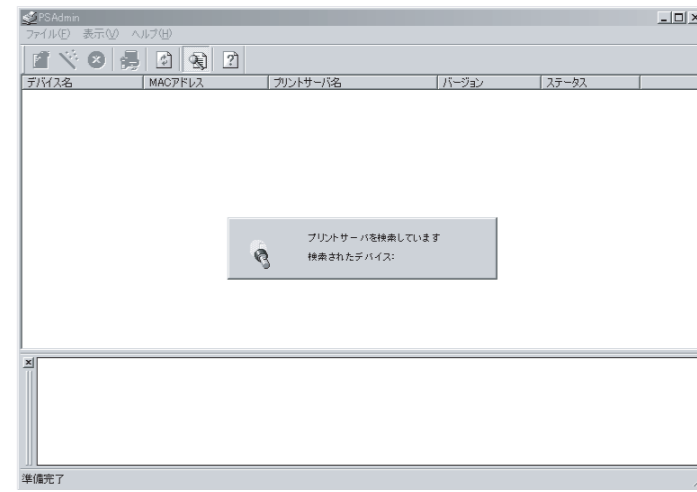 PSAdmin
ファイル(F) 表示(V) ヘルプ(H)
デバイス名 MACアドレス プリントサーバ名 バージョン ステータス
プリントサーバを検索しています
検索されたデバイス:
準備完了